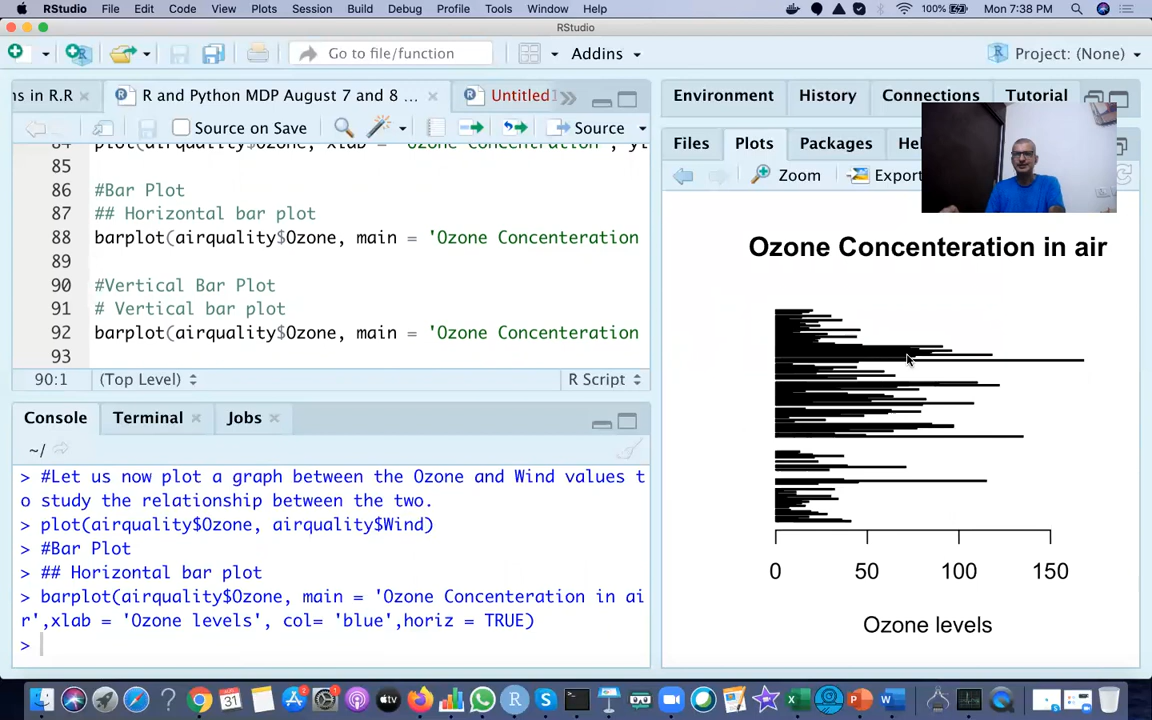 RStudio File Edit Code View Plots Session Build Debug Profile Tools Window Help 100% Mon 7:38 PM
RStudio
Go to file/function Addins Project: (None)
ns in R.R R and Python MDP August 7 and 8 ... Untitled1
Source on Save Source
85
86 #Bar Plot
87 ## Horizontal bar plot
88 barplot(airquality$Ozone, main = 'Ozone Concenteration
89
90 #Vertical Bar Plot
91 # Vertical bar plot
92 barplot(airquality$Ozone, main = 'Ozone Concenteration
93
90:1 (Top Level) R Script
Console Terminal Jobs
~/
> #Let us now plot a graph between the Ozone and Wind values t
o study the relationship between the two.
> plot(airquality$Ozone, airquality$Wind)
> #Bar Plot
> ## Horizontal bar plot
> barplot(airquality$Ozone, main = 'Ozone Concenteration in ai
r',xlab = 'Ozone levels', col= 'blue',horiz = TRUE)
>
Environment History Connections Tutorial
Files Plots Packages Hel
Zoom Export
Ozone Concenteration in air
0 50 100 150
Ozone levels